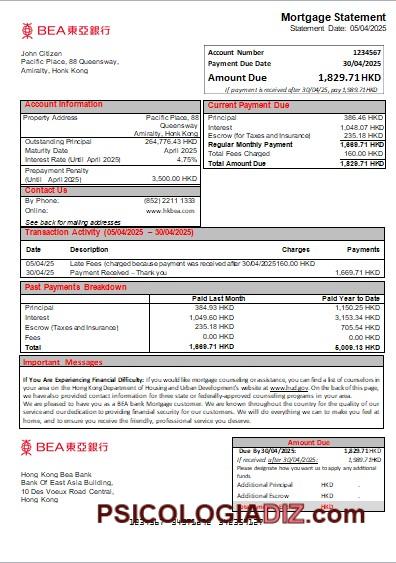 Mortgage Statement
Statement Date: 05/04/2025
BEA東亞銀行
John Citizen
Pacific Place, 88 Queensway,
Amiralty, Honk Kong
Account Number 1234567
Payment Due Date 30/04/2025
Amount Due 1,829.71HKD
If payment is received after 30/04/25, pay 1,989.71HKD
Account Information
Property Address Pacific Place, 88
Queensway
Amiralty, Honk Kong
Outstanding Principal 264,776.43 HKD
Maturity Date April 2025
Interest Rate (Until April 2025) 4.75%
Prepayment Penalty
(Until April 2025) 3,500.00 HKD
Contact Us
By Phone: (852) 2211 1333
Online: www.hkbea.com
See back for mailing addresses
Current Payment Due
Principal 386.46 HKD
Interest 1,048.07 HKD
Escrow (for Taxes and Insurance) 235.18 HKD
Regular Monthly Payment 1,669.71 HKD
Total Fees Charged 160.00 HKD
Total Amount Due 1,829.71 HKD
Transaction Activity (05/04/2025 – 30/04/2025)
Date Description Charges Payments
05/04/25 Late Fees (charged because payment was received after 30/04/2025160.00 HKD
30/04/25 Payment Received – Thank you 1,669.71 HKD
Past Payments Breakdown
Paid Last Month Paid Year to Date
Principal 384.93 HKD 1,150.25 HKD
Interest 1,049.60 HKD 3,153.34 HKD
Escrow (Taxes and Insurance) 235.18 HKD 705.54 HKD
Fees 0.00 HKD 0.00 HKD
Total 1,669.71 HKD 5,009.13 HKD
Important Messages
If You Are Experiencing Financial Difficulty: If you would like mortgage counseling or assistance, you can find a list of counselors in
your area on the Hong Kong Department of Housing and Urban Development's website at www.hud.gov. On the back of this page,
we have also provided contact information for three state or federally-approved counseling programs in your area.
We are pleased to have you as a BEA bank Mortgage customer. We are known throughout the country for the quality of our
service and our dedication to providing financial security for our customers. We will do everything we can to make you feel at
home, and to ensure you receive the friendly, professional service you deserve.
BEA東亞銀行
Hong Kong Bea Bank
Bank Of East Asia Building,
10 Des Voeux Road Central,
Hong Kong
Amount Due
Due By 30/04/2025: 1,829.71HKD
If received after 30/04/2025: 1,989.71HKD
Please designate how you want us to apply any additional
funds.
Additional Principal HKD .
Additional Escrow HKD .
PSICOLOGIADIZ.com